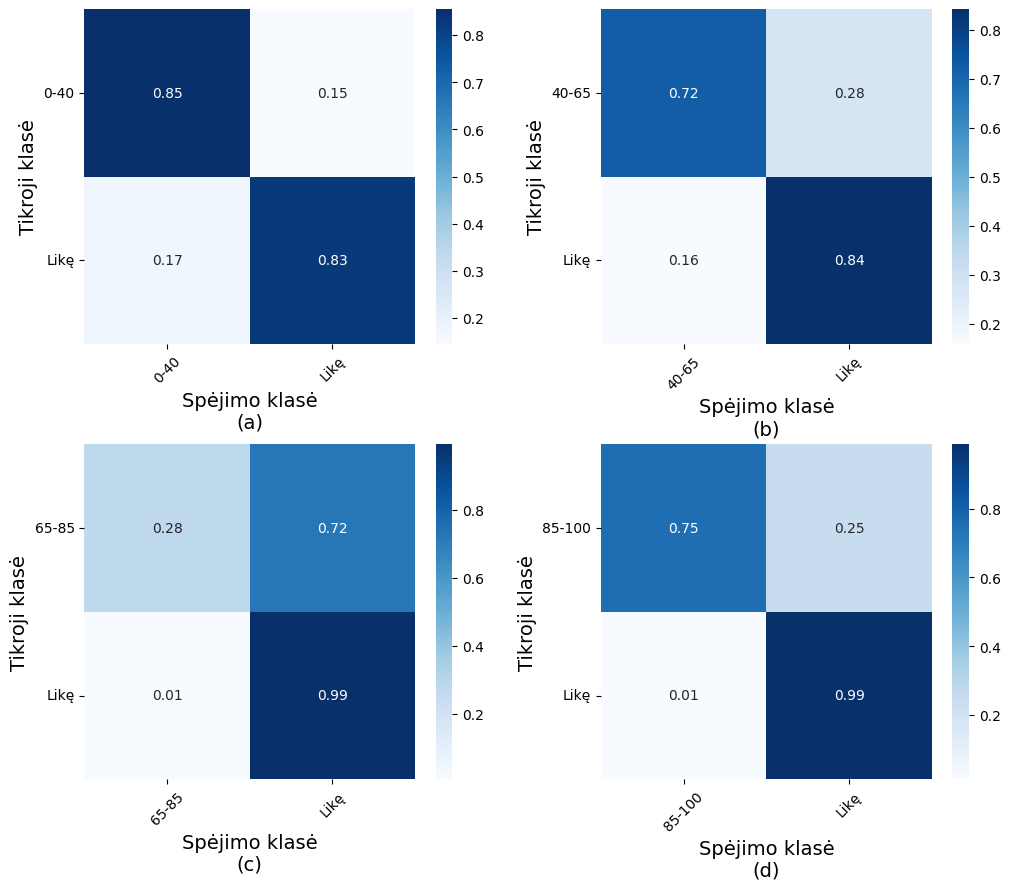 Tikroji klasė
0-40
Likę
0.85
0.15
0.17
0.83
0-40
Likę
Spėjimo klasė
(a)
0.8
0.7
0.6
0.5
0.4
0.3
0.2
Tikroji klasė
40-65
Likę
0.72
0.28
0.16
0.84
40-65
Likę
Spėjimo klasė
(b)
0.8
0.7
0.6
0.5
0.4
0.3
0.2
Tikroji klasė
65-85
Likę
0.28
0.72
0.01
0.99
65-85
Likę
Spėjimo klasė
(c)
0.8
0.6
0.4
0.2
Tikroji klasė
85-100
Likę
0.75
0.25
0.01
0.99
85-100
Likę
Spėjimo klasė
(d)
0.8
0.6
0.4
0.2